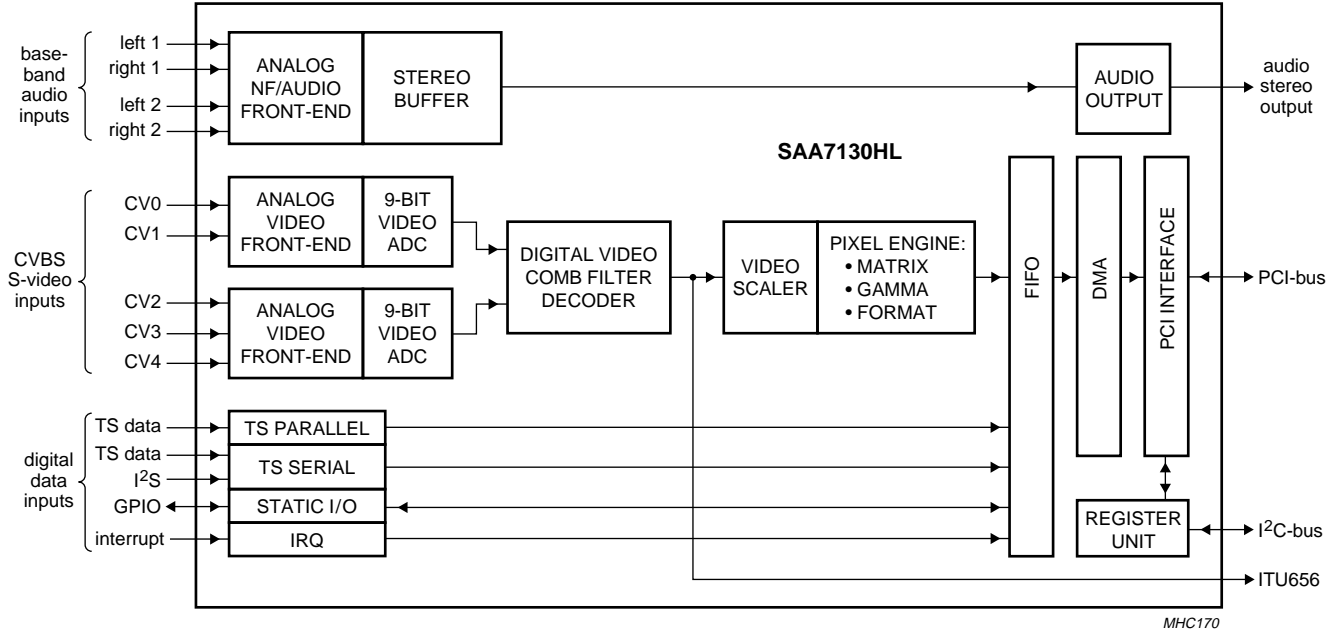 base-
band
audio
inputs
left 1
right 1
left 2
right 2
ANALOG
NF/AUDIO
FRONT-END
STEREO
BUFFER
AUDIO
OUTPUT
audio
stereo
output
SAA7130HL
CVBS
S-video
inputs
CV0
CV1
CV2
CV3
CV4
ANALOG
VIDEO
FRONT-END
9-BIT
VIDEO
ADC
ANALOG
VIDEO
FRONT-END
9-BIT
VIDEO
ADC
DIGITAL VIDEO
COMB FILTER
DECODER
VIDEO
SCALER
PIXEL ENGINE:
• MATRIX
• GAMMA
• FORMAT
FIFO
DMA
PCI INTERFACE
PCI-bus
digital
data
inputs
TS data
TS data
I²S
GPIO
interrupt
TS PARALLEL
TS SERIAL
STATIC I/O
IRQ
REGISTER
UNIT
I²C-bus
ITU656
MHC170